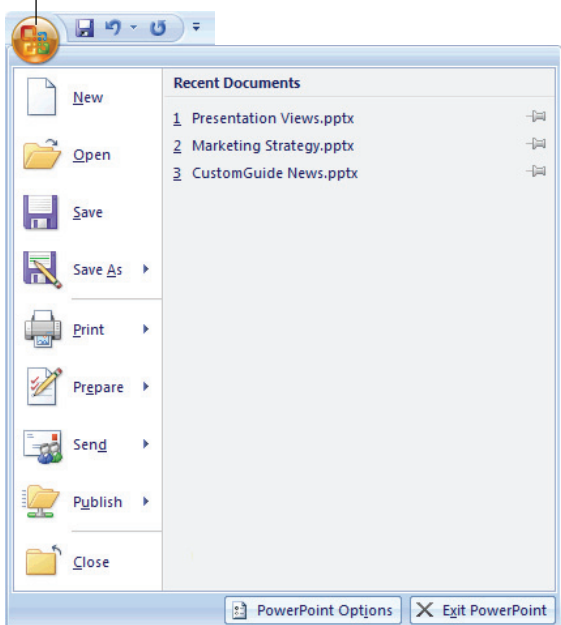 New
Open
Save
Save As
Print
Prepare
Send
Publish
Close
Recent Documents
1 Presentation Views.pptx
2 Marketing Strategy.pptx
3 CustomGuide News.pptx
PowerPoint Options
Exit PowerPoint